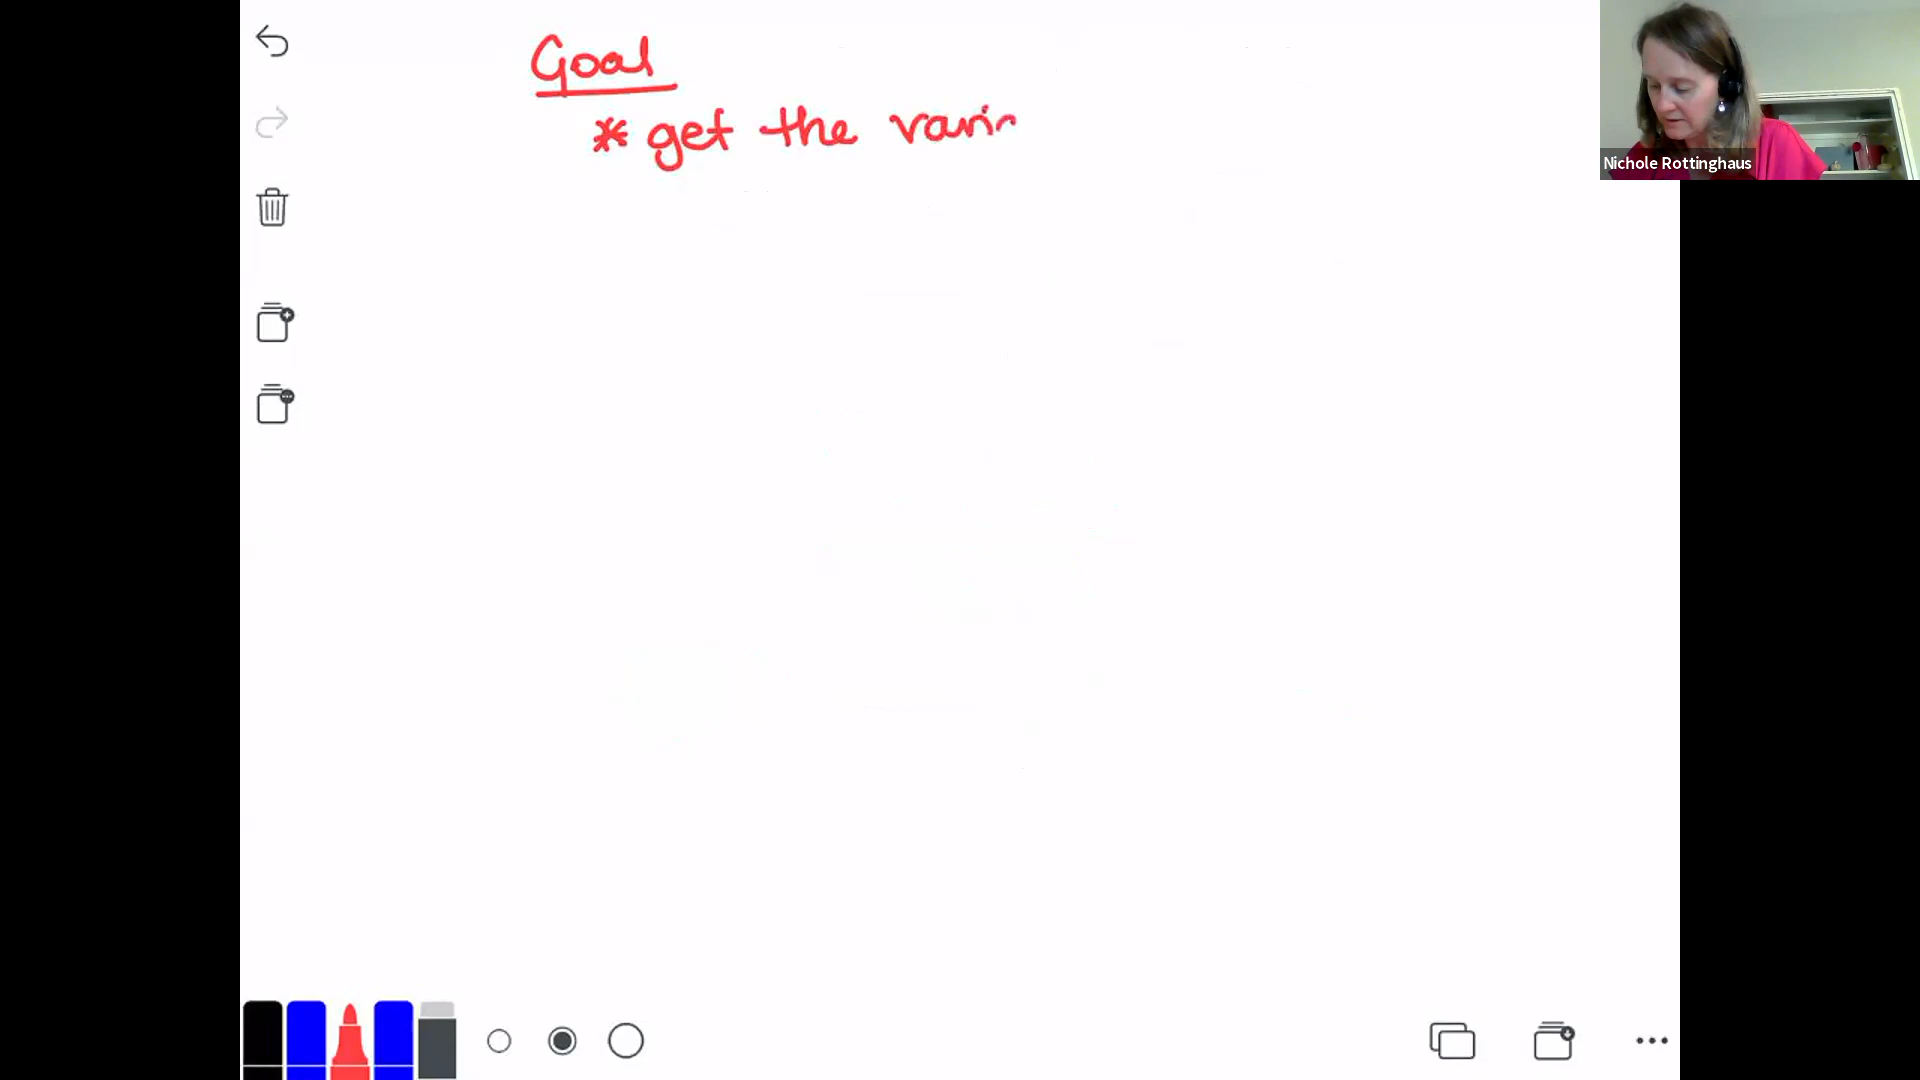 Goal
* get the vari
Nichole Rottinghaus